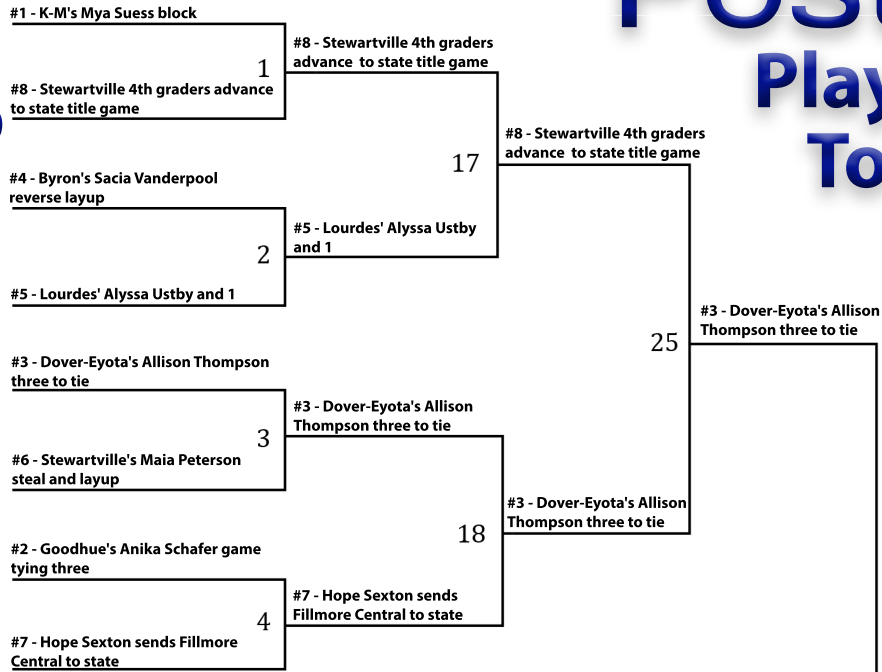 #1 - K-M's Mya Suess block
1
#8 - Stewartville 4th graders advance
to state title game
#8 - Stewartville 4th graders
advance  to state title game
17
#4 - Byron's Sacia Vanderpool
reverse layup
2
#5 - Lourdes' Alyssa Ustby and 1
#5 - Lourdes' Alyssa Ustby
and 1
#8 - Stewartville 4th graders
advance  to state title game
25
#3 - Dover-Eyota's Allison Thompson
three to tie
3
#6 - Stewartville's Maia Peterson
steal and layup
#3 - Dover-Eyota's Allison
Thompson three to tie
18
#2 - Goodhue's Anika Schafer game
tying three
4
#7 - Hope Sexton sends Fillmore
Central to state
#7 - Hope Sexton sends
Fillmore Central to state
#3 - Dover-Eyota's Allison
Thompson three to tie
#3 - Dover-Eyota's Allison
Thompson three to tie
Play
To